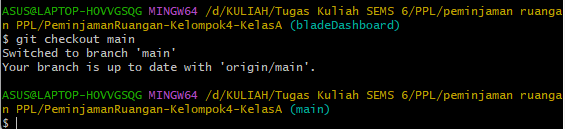 ASUS@LAPTOP-HOVVGSQG MINGW64 /d/KULIAH/Tugas Kuliah SEMS 6/PPL/peminjam ruanga
n PPL/PeminjamanRuangan-Kelompok4-KelasA (bladeDashboard)
$ git checkout main
Switched to branch 'main'
Your branch is up to date with 'origin/main'.
ASUS@LAPTOP-HOVVGSQG MINGW64 /d/KULIAH/Tugas Kuliah SEMS 6/PPL/peminjam ruanga
n PPL/PeminjamanRuangan-Kelompok4-KelasA (main)
$